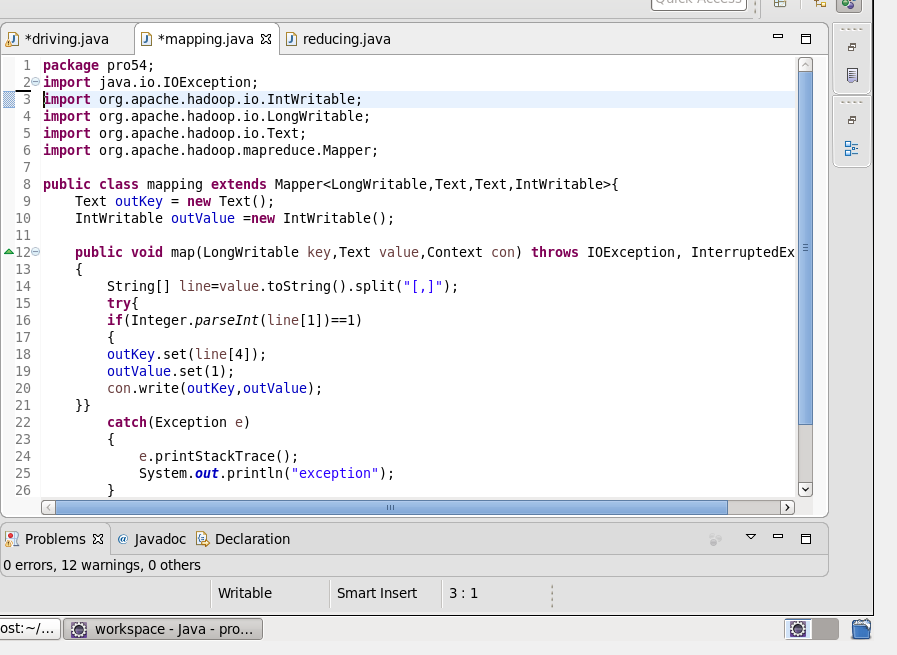 Quick Access
*driving.java *mapping.java reducing.java
1 package pro54;
2 import java.io.IOException;
3 import org.apache.hadoop.io.IntWritable;
4 import org.apache.hadoop.io.LongWritable;
5 import org.apache.hadoop.io.Text;
6 import org.apache.hadoop.mapreduce.Mapper;
7
8 public class mapping extends Mapper<LongWritable,Text,Text,IntWritable>{
9 Text outKey = new Text();
10 IntWritable outValue =new IntWritable();
11
12 public void map(LongWritable key,Text value,Context con) throws IOException, InterruptedEx
13 {
14 String[] line=value.toString().split("[,]");
15 try{
16 if(Integer.parseInt(line[1])==1)
17 {
18 outKey.set(line[4]);
19 outValue.set(1);
20 con.write(outKey,outValue);
21 }}
22 catch(Exception e)
23 {
24 e.printStackTrace();
25 System.out.println("exception");
26 }
Problems @ Javadoc Declaration
0 errors, 12 warnings, 0 others
Writable Smart Insert 3 : 1
ost:~/... workspace - Java - pro...